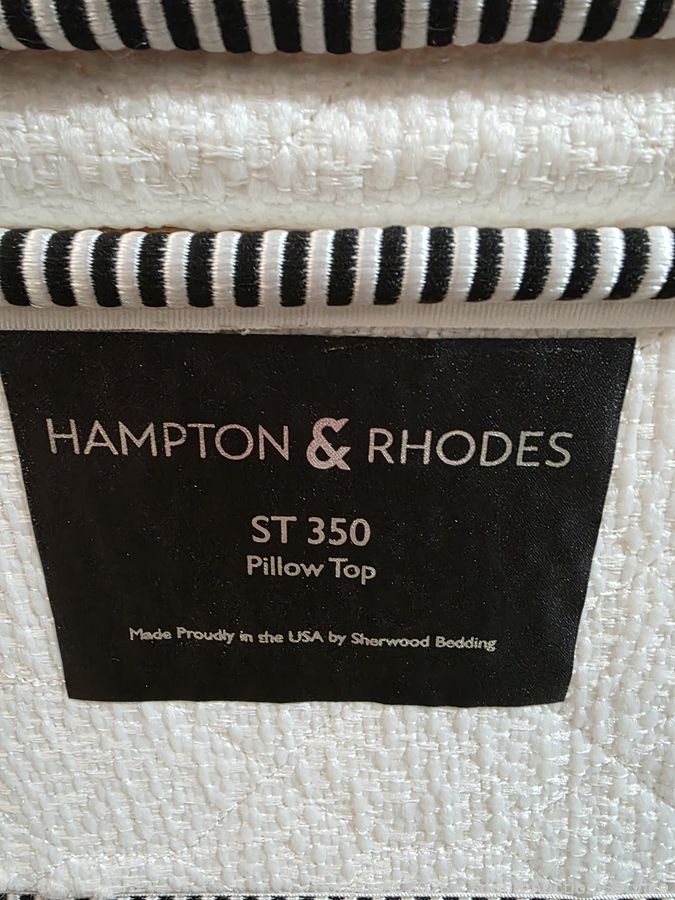 HAMPTON & RHODES
ST 350
Pillow Top
Made Proudly in the USA by Sherwood Bedding